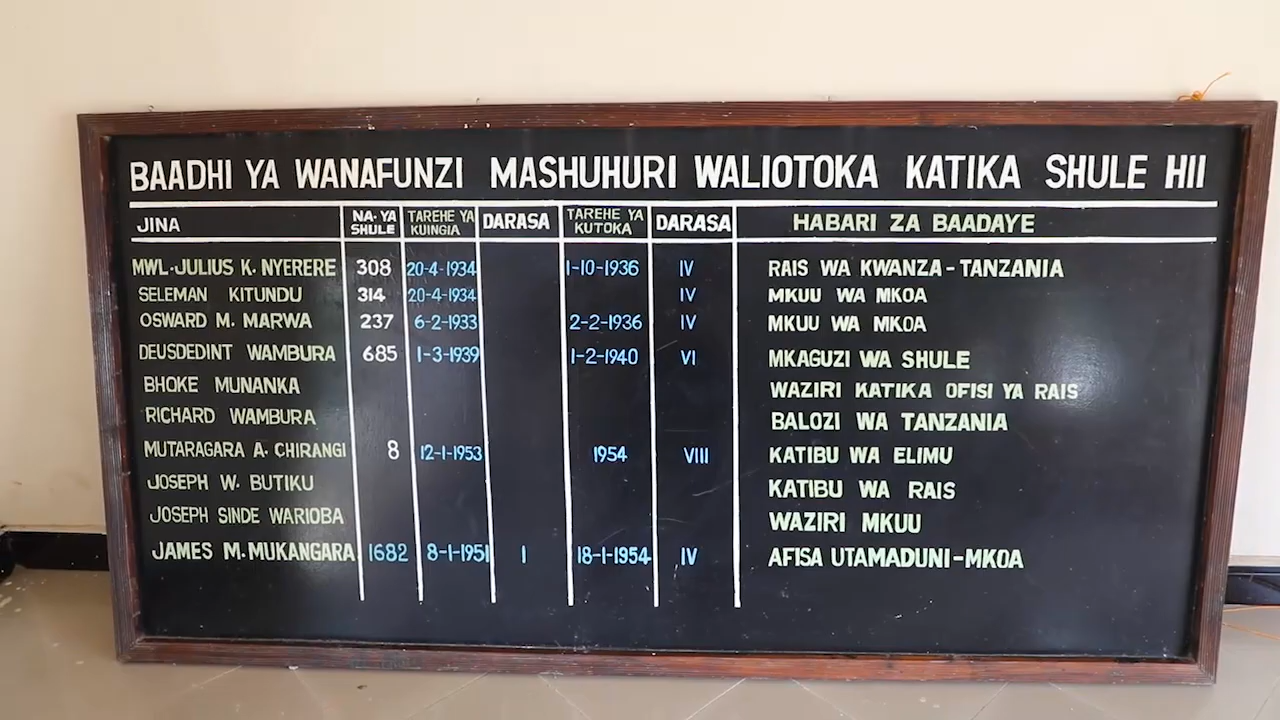 BAADHI YA WANAFUNZI MASHUHURI WALIOTOKA KATIKA SHULE HII
JINA NA. YA SHULE TAREHE YA KUINGIA DARASA TAREHE YA KUTOKA DARASA HABARI ZA BAADAYE
MWL. JULIUS K. NYERERE 308 20-4-1934 1-10-1936 IV RAIS WA KWANZA - TANZANIA
SELEMAN KITUNDU 314 20-4-1934 IV MKUU WA MKOA
OSWARD M. MARWA 237 6-2-1933 2-2-1936 IV MKUU WA MKOA
DEUSDEDINT WAMBURA 685 1-3-1939 1-2-1940 VI MKAGUZI WA SHULE
BHOKE MUNANKA WAZIRI KATIKA OFISI YA RAIS
RICHARD WAMBURA BALOZI WA TANZANIA
MUTARAGARA A. CHIRANGI 8 12-1-1953 1954 VIII KATIBU WA ELIMU
JOSEPH W. BUTIKU KATIBU WA RAIS
JOSEPH SINDE WARIOBA WAZIRI MKUU
JAMES M. MUKANGARA 1682 8-1-1951 I 18-1-1954 IV AFISA UTAMADUNI-MKOA